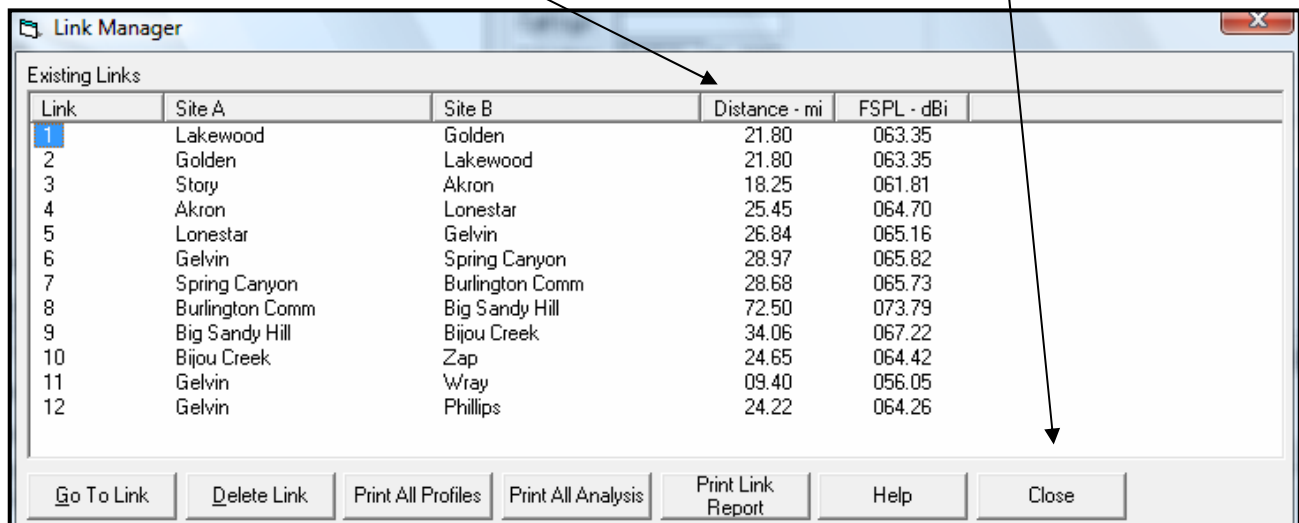 Link Manager
Existing Links
Link Site A Site B Distance - mi FSPL - dBi
1 Lakewood Golden 21.80 063.35
2 Golden Lakewood 21.80 063.35
3 Story Akron 18.25 061.81
4 Akron Lonestar 25.45 064.70
5 Lonestar Gelvin 26.84 065.16
6 Gelvin Spring Canyon 28.97 065.82
7 Spring Canyon Burlington Comm 28.68 065.73
8 Burlington Comm Big Sandy Hill 72.50 073.79
9 Big Sandy Hill Bijou Creek 34.06 067.22
10 Bijou Creek Zap 24.65 064.42
11 Gelvin Wray 09.40 056.05
12 Gelvin Phillips 24.22 064.26
Go To Link Delete Link Print All Profiles Print All Analysis Print Link Report Help Close